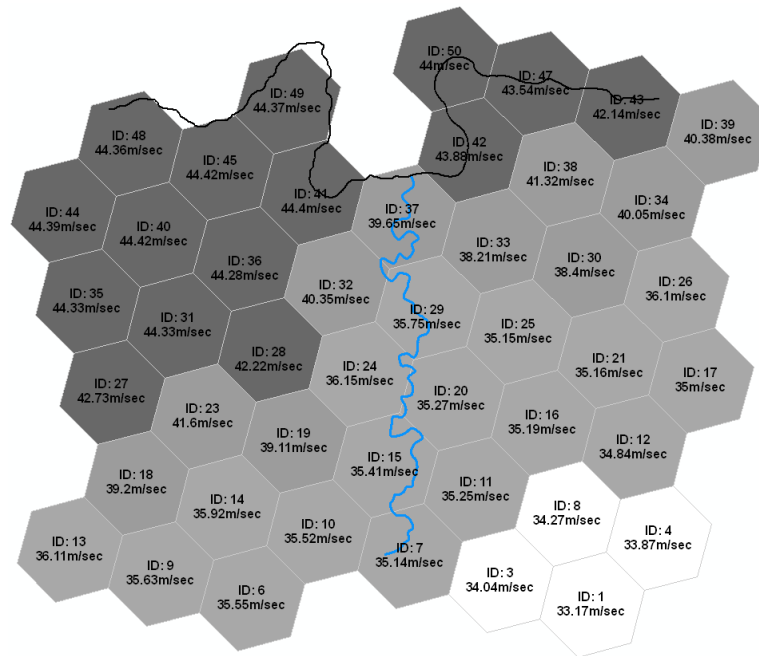 ID: 50
44m/sec
ID: 47
43.54m/sec
ID: 49
44.37m/sec
ID: 43
42.14m/sec
ID: 39
40.38m/sec
ID: 48
44.36m/sec
ID: 42
43.88m/sec
ID: 45
44.42m/sec
ID: 38
41.32m/sec
ID: 41
44.4m/sec
ID: 34
40.05m/sec
ID: 44
44.39m/sec
ID: 37
39.65m/sec
ID: 40
44.42m/sec
ID: 33
38.21m/sec
ID: 36
44.28m/sec
ID: 30
38.4m/sec
ID: 32
40.35m/sec
ID: 26
36.1m/sec
ID: 35
44.33m/sec
ID: 29
35.75m/sec
ID: 31
44.33m/sec
ID: 25
35.15m/sec
ID: 28
42.22m/sec
ID: 21
35.16m/sec
ID: 24
36.15m/sec
ID: 17
35m/sec
ID: 27
42.73m/sec
ID: 20
35.27m/sec
ID: 23
41.6m/sec
ID: 16
35.19m/sec
ID: 19
39.11m/sec
ID: 12
34.84m/sec
ID: 15
35.41m/sec
ID: 18
39.2m/sec
ID: 11
35.25m/sec
ID: 14
35.92m/sec
ID: 8
34.27m/sec
ID: 10
35.52m/sec
ID: 4
33.87m/sec
ID: 13
36.11m/sec
ID: 7
35.14m/sec
ID: 9
35.63m/sec
ID: 3
34.04m/sec
ID: 6
35.55m/sec
ID: 1
33.17m/sec